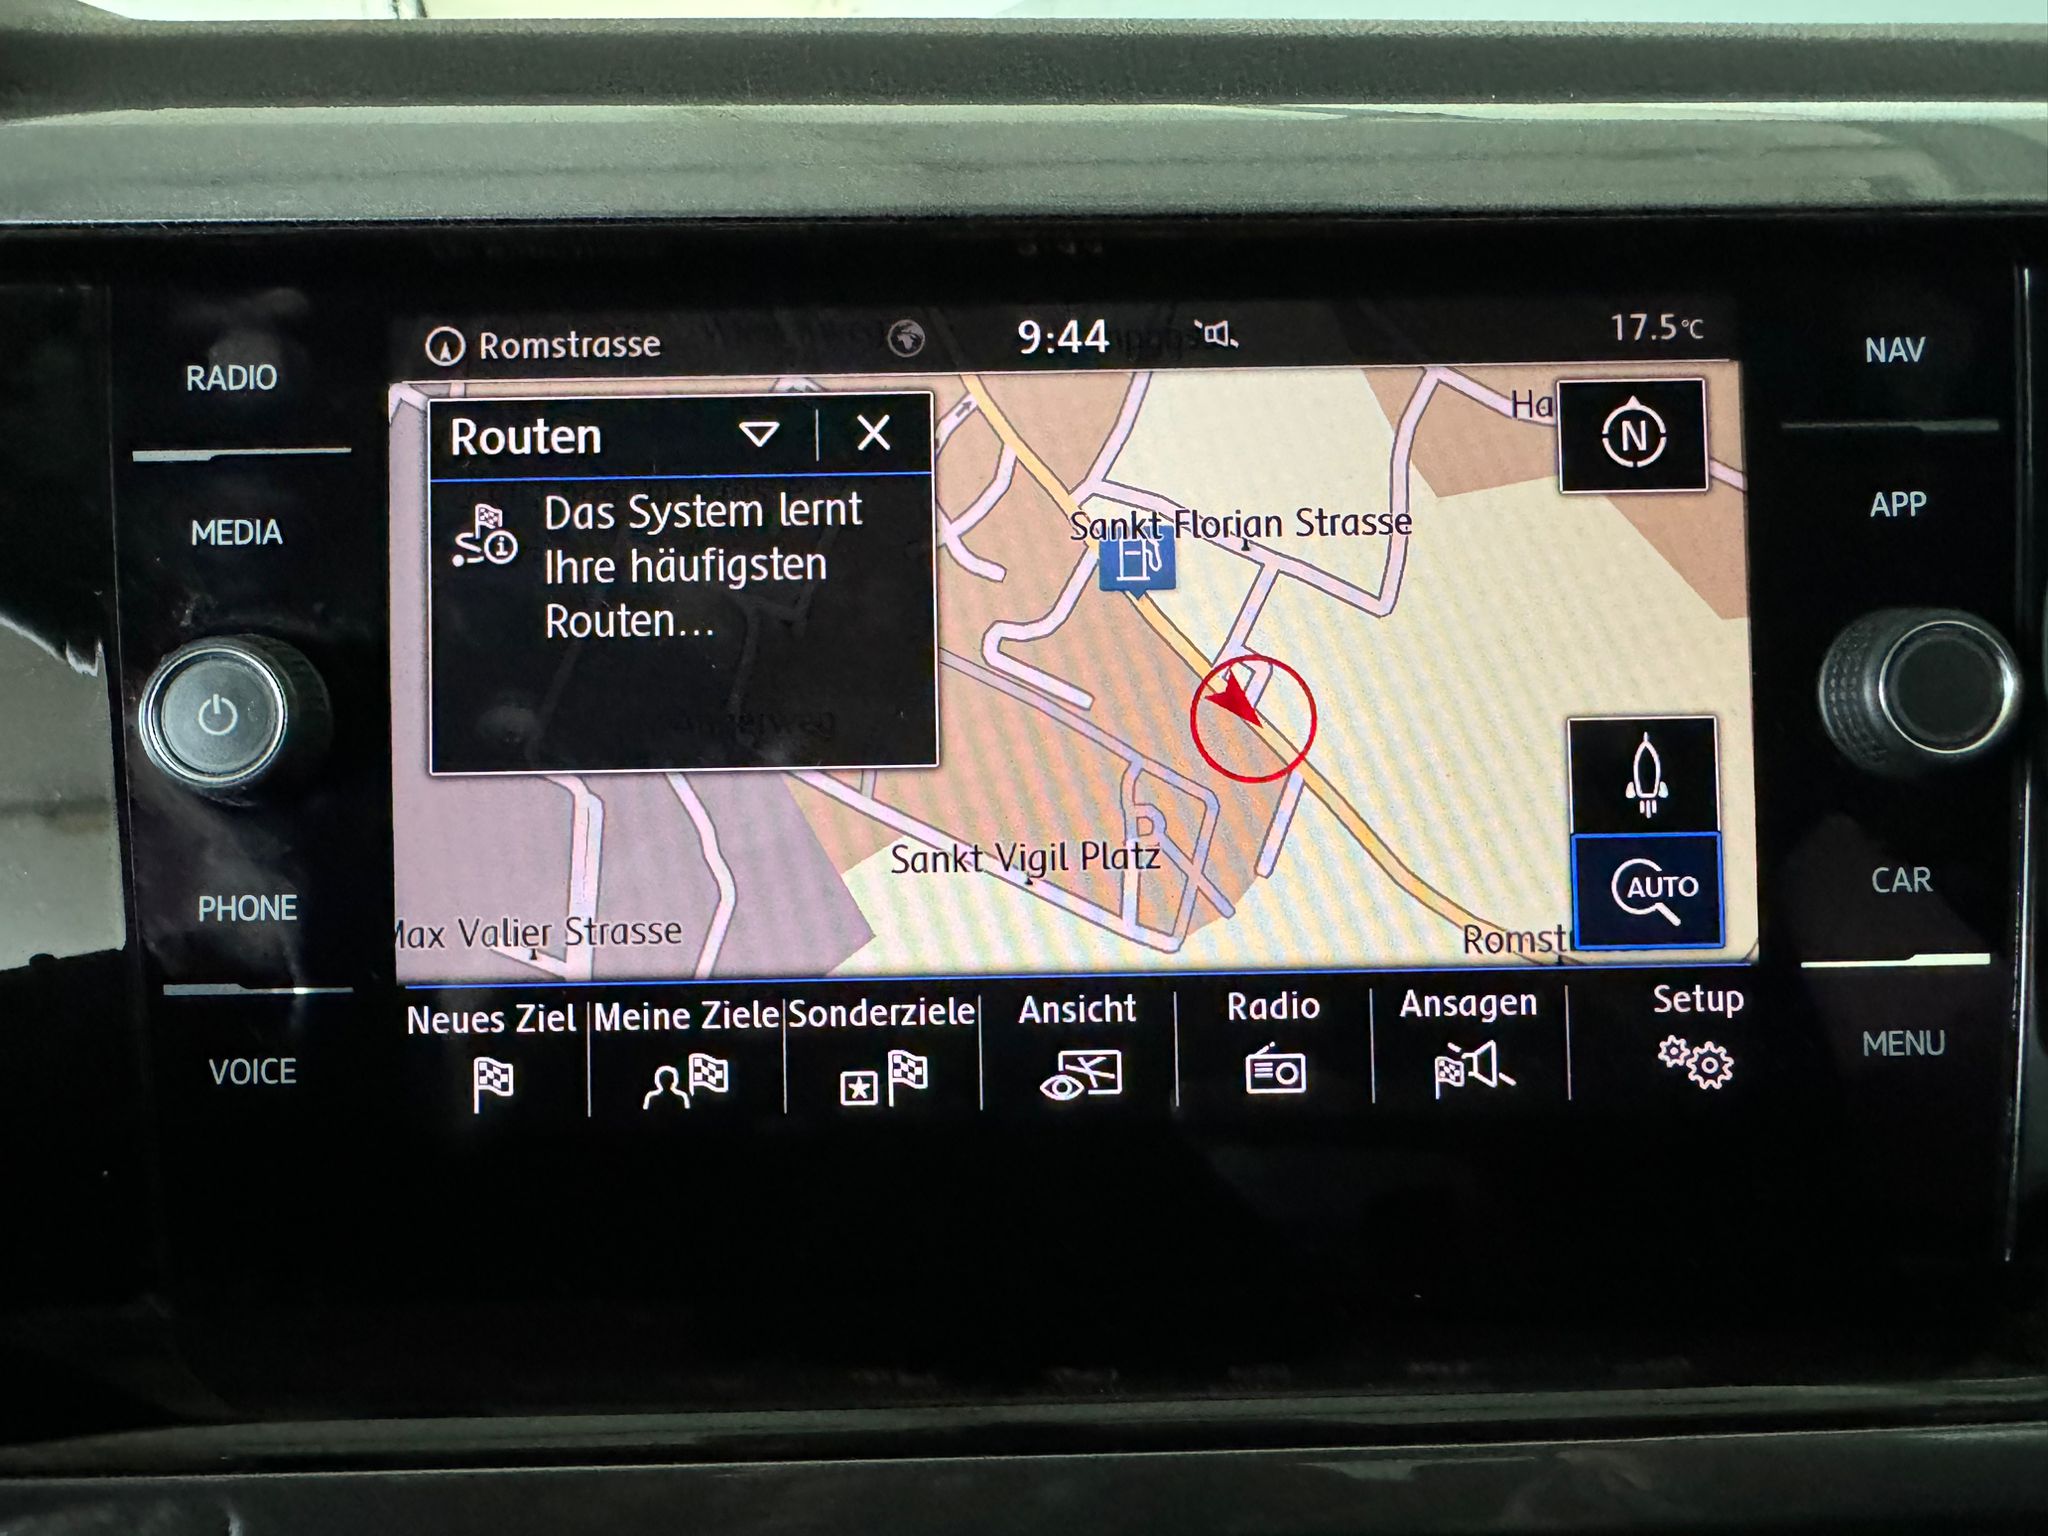 Romstrasse
9:44
17.5°C
RADIO
MEDIA
PHONE
VOICE
NAV
APP
CAR
MENU
Routen
Das System lernt
Ihre häufigsten
Routen...
Ha
N
Sankt Florian Strasse
Sankt Vigil Platz
Max Valier Strasse
Romst
AUTO
Neues Ziel
Meine Ziele
Sonderziele
Ansicht
Radio
Ansagen
Setup